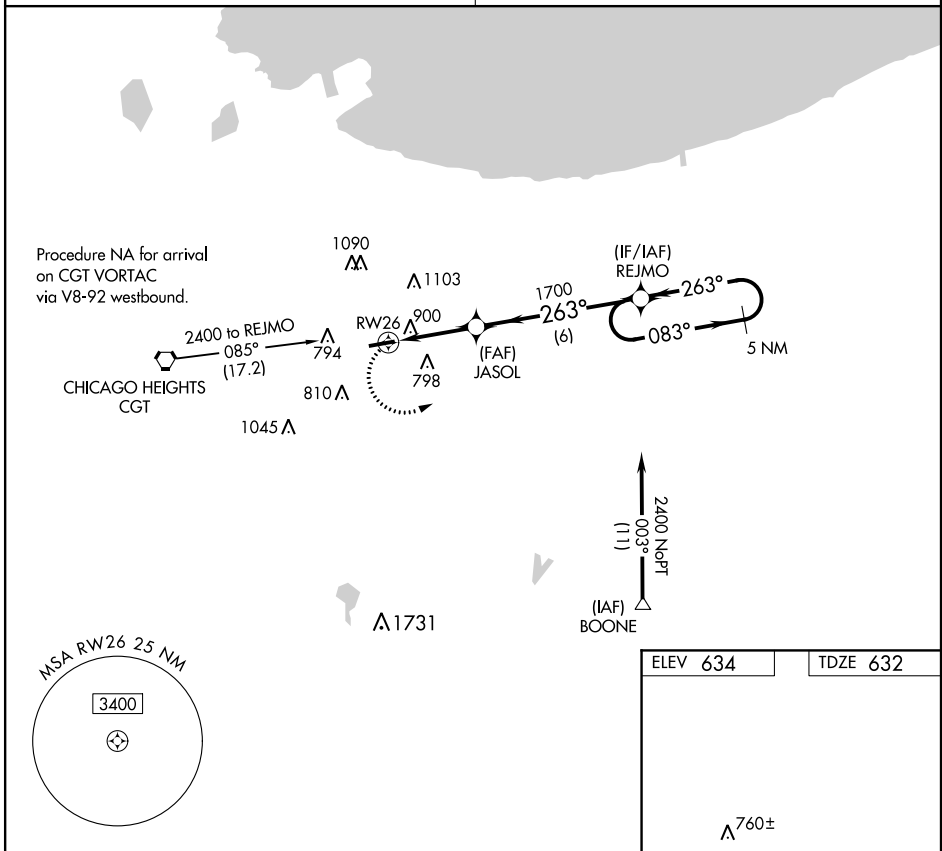 Procedure NA for arrival
on CGT VORTAC
via V8-92 westbound.
1090
1103
(IF/IAF)
REJMO
1700
263°
263°
(6)
083°
5 NM
RW26
900
2400 to REJMO
085°
(17.2)
794
(FAF)
JASOL
798
CHICAGO HEIGHTS
CGT
810
1045
2400 NoPT
003°
(11)
(IAF)
BOONE
1731
MSA RW26 25 NM
3400
ELEV 634
TDZE 632
760±